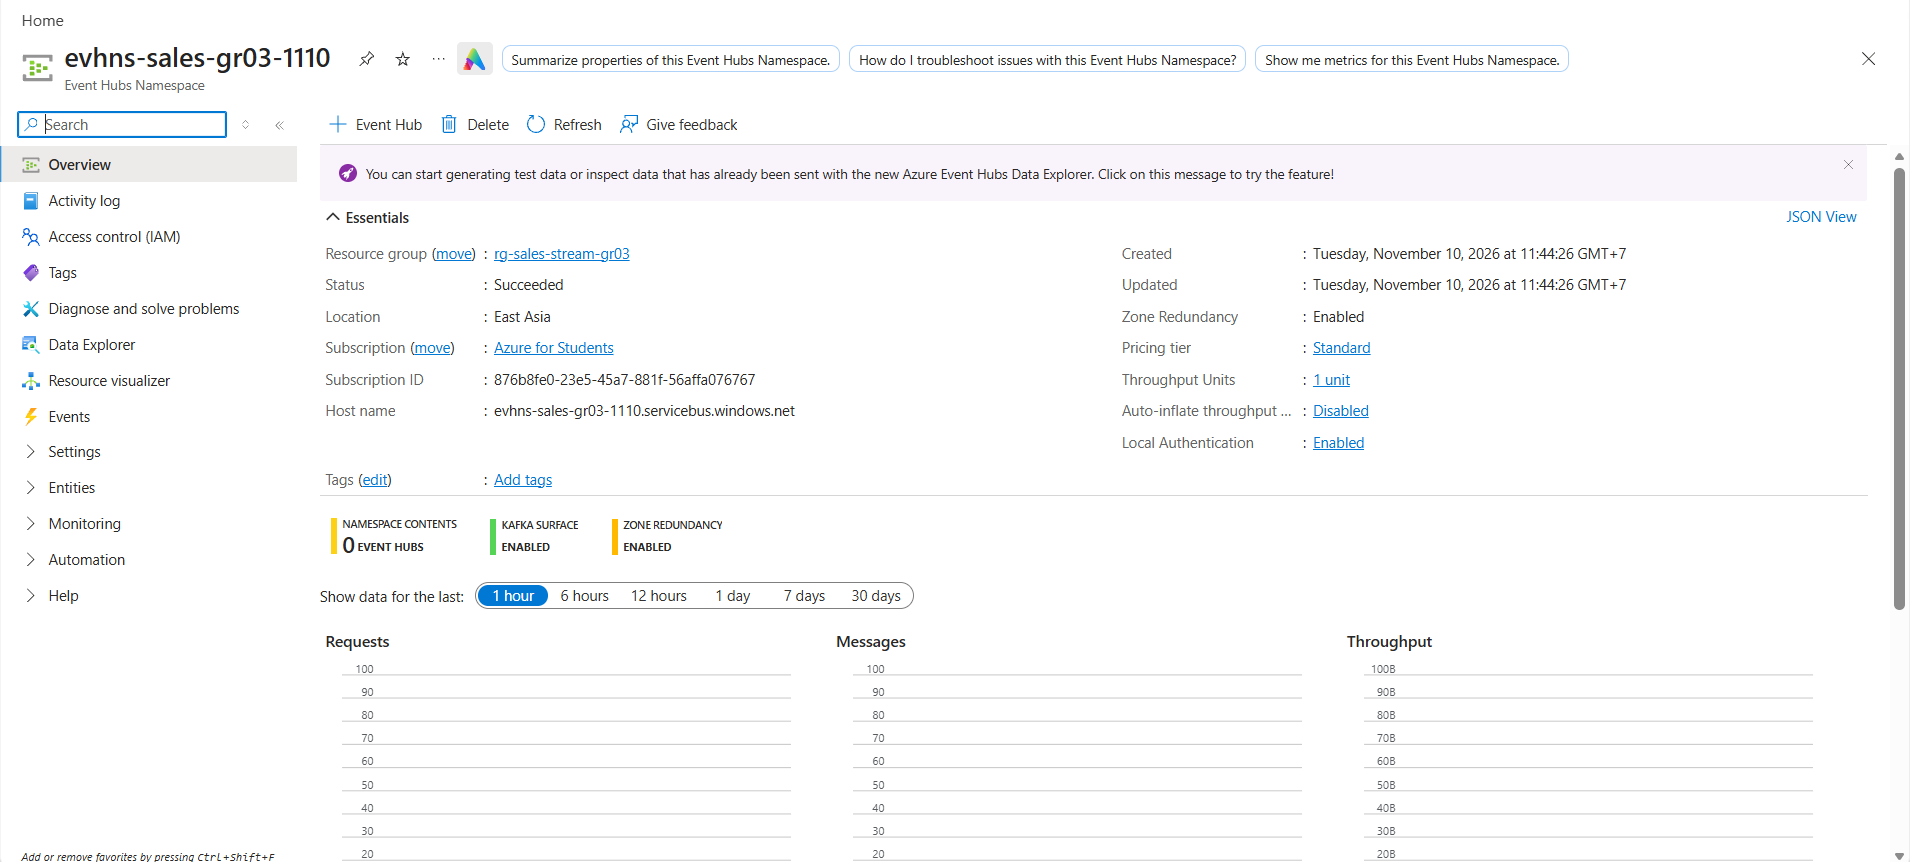 Home
evhns-sales-gr03-1110
Event Hubs Namespace
Summarize properties of this Event Hubs Namespace.
How do I troubleshoot issues with this Event Hubs Namespace?
Show me metrics for this Event Hubs Namespace.
Search
Overview
Activity log
Access control (IAM)
Tags
Diagnose and solve problems
Data Explorer
Resource visualizer
Events
Settings
Entities
Monitoring
Automation
Help
Add or remove favorites by pressing Ctrl+Shift+F
Event Hub
Delete
Refresh
Give feedback
You can start generating test data or inspect data that has already been sent with the new Azure Event Hubs Data Explorer. Click on this message to try the feature!
Essentials
JSON View
Resource group (move) : rg-sales-stream-gr03
Status : Succeeded
Location : East Asia
Subscription (move) : Azure for Students
Subscription ID : 876b8fe0-23e5-45a7-881f-56affa076767
Host name : evhns-sales-gr03-1110.servicebus.windows.net
Created : Tuesday, November 10, 2026 at 11:44:26 GMT+7
Updated : Tuesday, November 10, 2026 at 11:44:26 GMT+7
Zone Redundancy : Enabled
Pricing tier : Standard
Throughput Units : 1 unit
Auto-inflate throughput ... : Disabled
Local Authentication : Enabled
Tags (edit) : Add tags
NAMESPACE CONTENTS
0 EVENT HUBS
KAFKA SURFACE
ENABLED
ZONE REDUNDANCY
ENABLED
Show data for the last: 1 hour 6 hours 12 hours 1 day 7 days 30 days
Requests
100
90
80
70
60
50
40
30
20
Messages
100
90
80
70
60
50
40
30
20
Throughput
100B
90B
80B
70B
60B
50B
40B
30B
20B